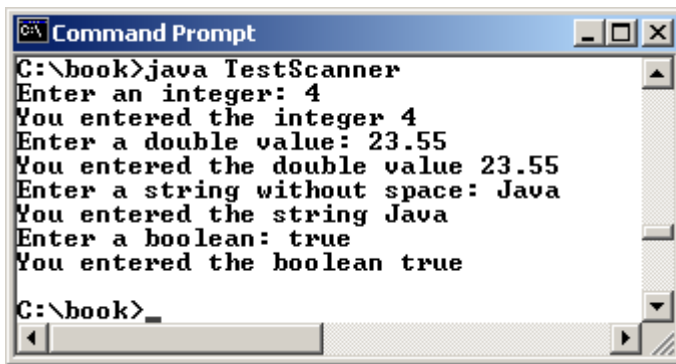 Command Prompt
C:\book>java TestScanner
Enter an integer: 4
You entered the integer 4
Enter a double value: 23.55
You entered the double value 23.55
Enter a string without space: Java
You entered the string Java
Enter a boolean: true
You entered the boolean true
C:\book>_